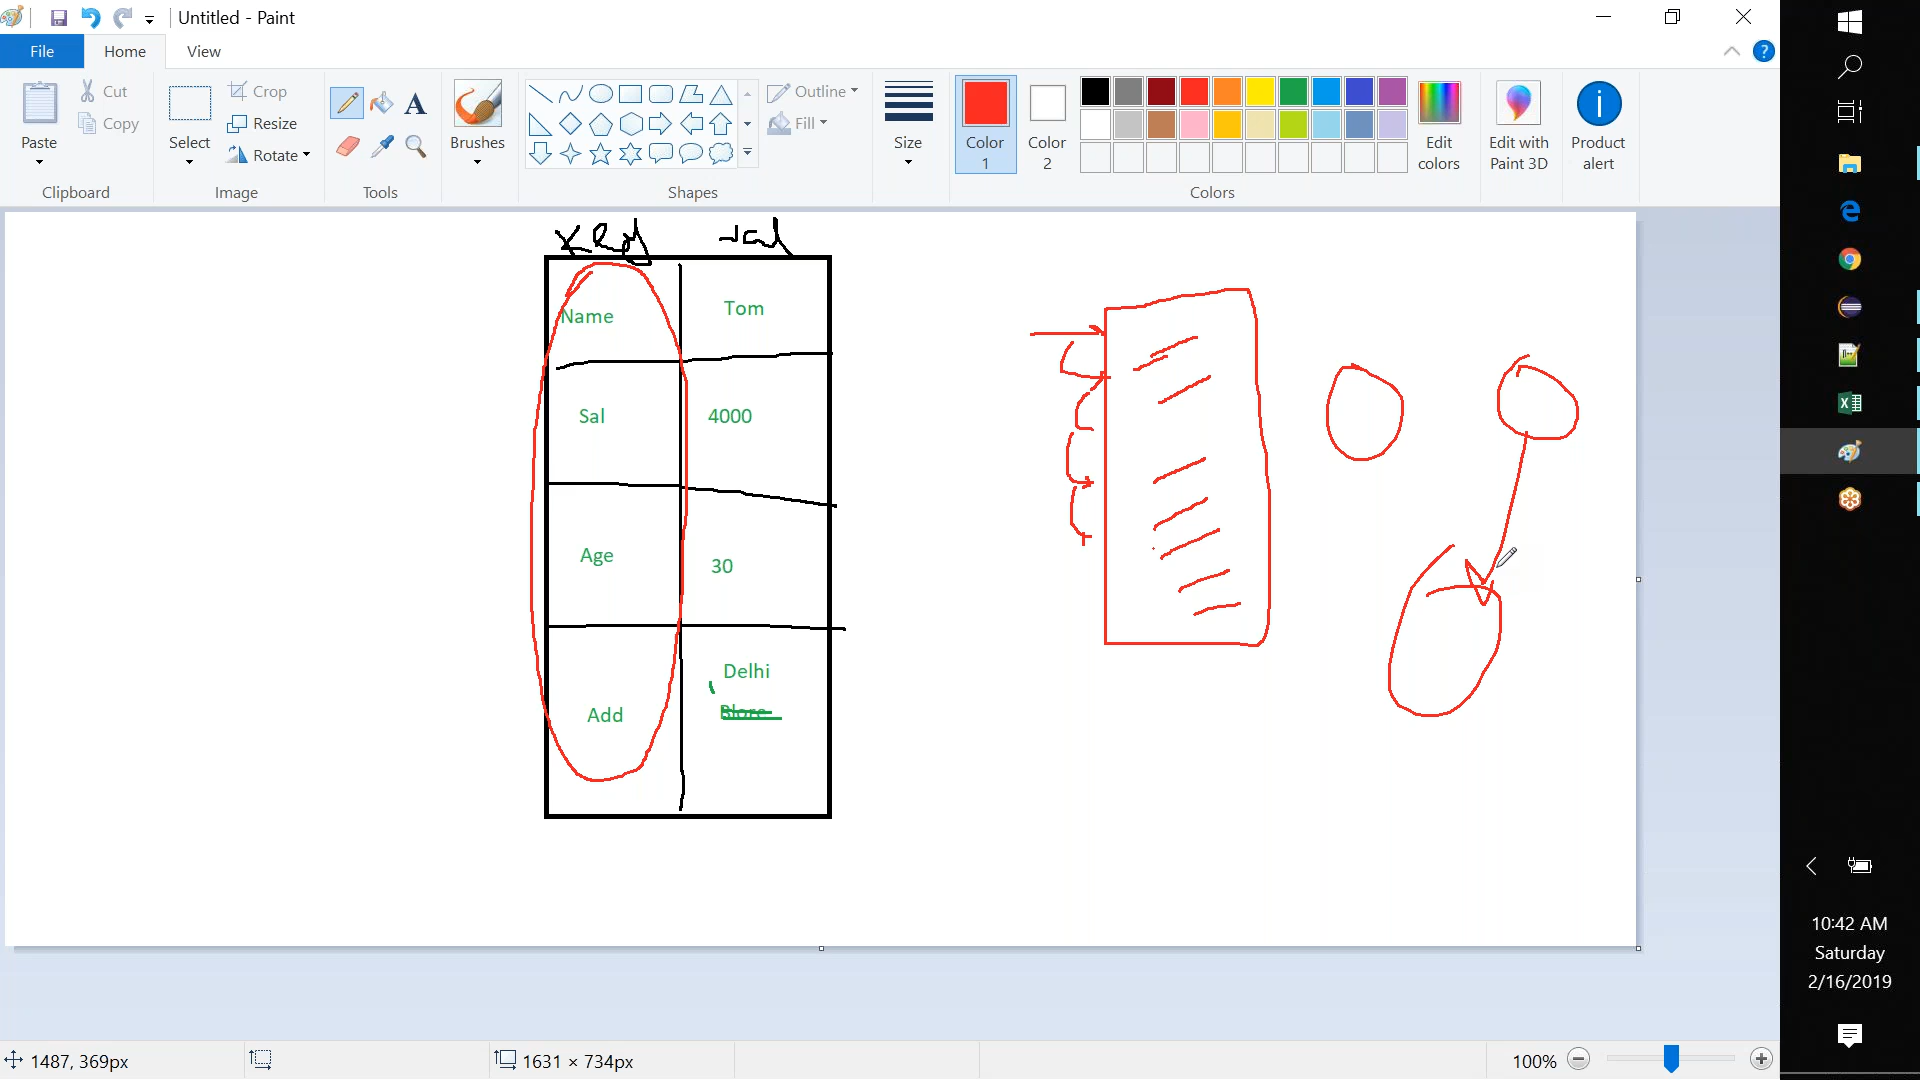 Untitled - Paint
File Home View
Paste
Cut
Copy
Clipboard
Select
Crop
Resize
Rotate
Image
A
Tools
Brushes
Shapes
Outline
Fill
Size
Color 1
Color 2
Colors
Edit colors
Edit with Paint 3D
Product alert
?
Key val
Name Tom
Sal 4000
Age 30
Add Delhi
Blore
10:42 AM
Saturday
2/16/2019
1487, 369px
1631 × 734px
100%